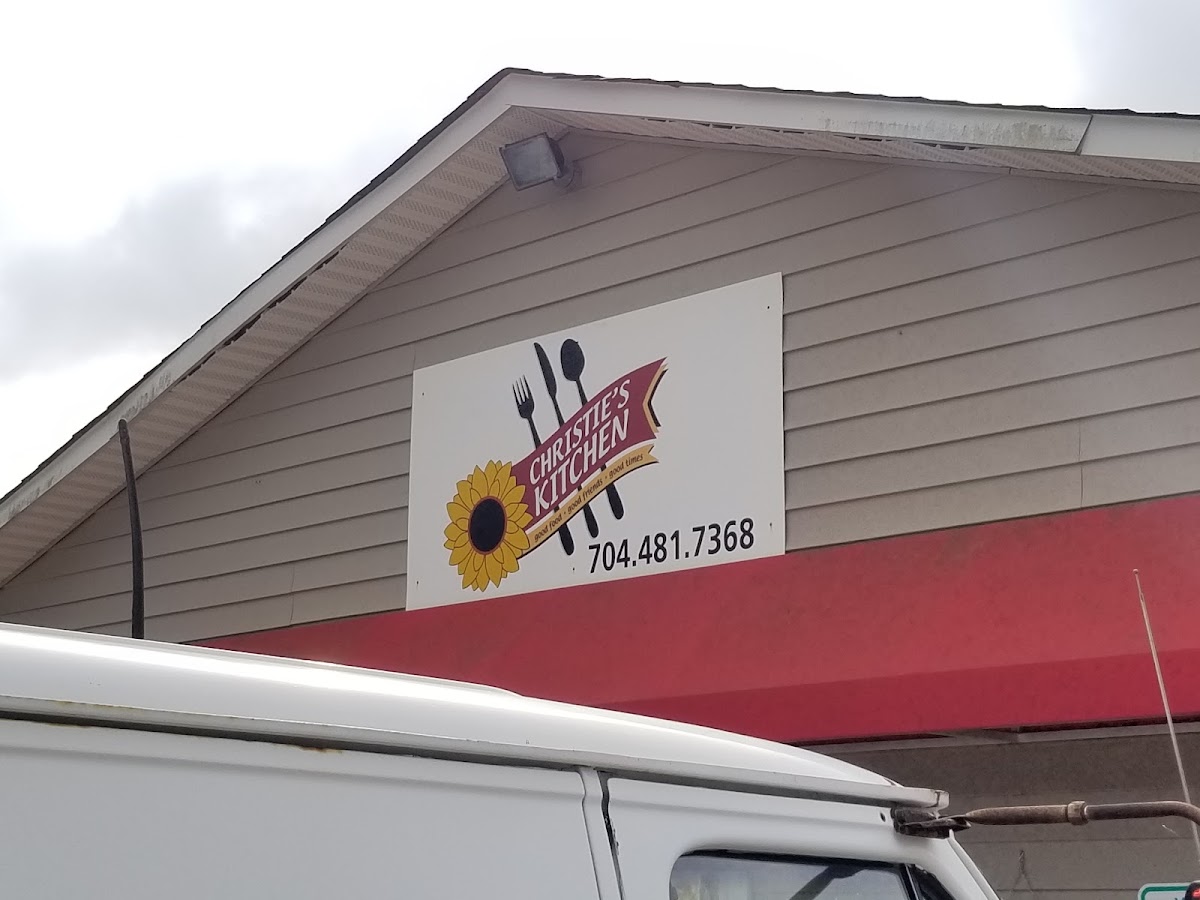 CHRISTIE'S
KITCHEN
good food · good friends · good times
704.481.7368